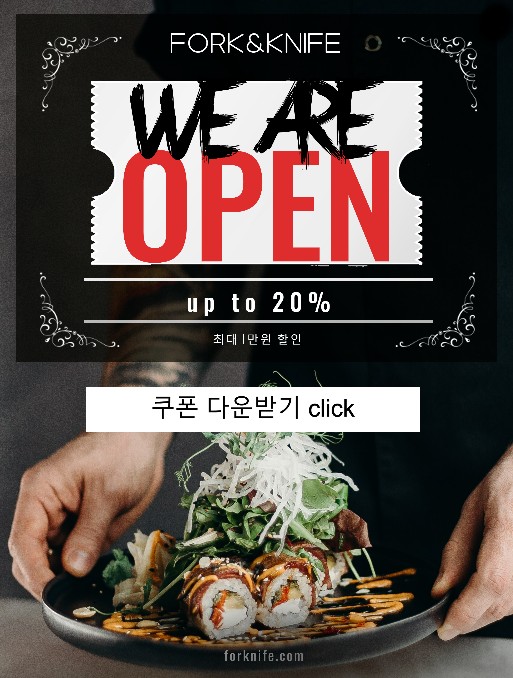 FORK&KNIFE
WE ARE
OPEN
up to 20%
최대 1만원 할인
쿠폰 다운받기 click
forknife.com